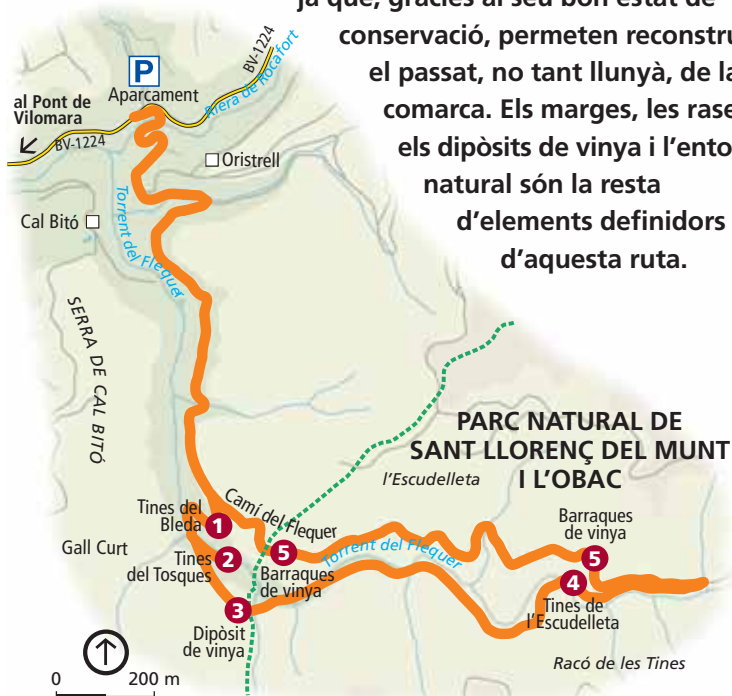 ja que, gràcies al seu bon estat de
conservació, permeten reconstru
el passat, no tant llunyà, de la
comarca. Els marges, les rase
els dipòsits de vinya i l'ento
natural són la resta
d'elements definidors
d'aquesta ruta.
P
Aparcament
BV-1224
Riera de Rocafort
al Pont de
Vilomara
BV-1224
Oristrell
Cal Bitó
Torrent del Flequer
SERRA DE CAL BITÓ
PARC NATURAL DE
SANT LLORENÇ DEL MUNT
I L'OBAC
l'Escudelleta
Tines del
Bleda
1
Camí del Flequer
Gall Curt
Tines
del Tosques
2
5
Barraques
de vinya
Torrent del Flequer
Barraques
de vinya
5
4
Tines de
l'Escudelleta
3
Dipòsit
de vinya
Racó de les Tines
0 200 m